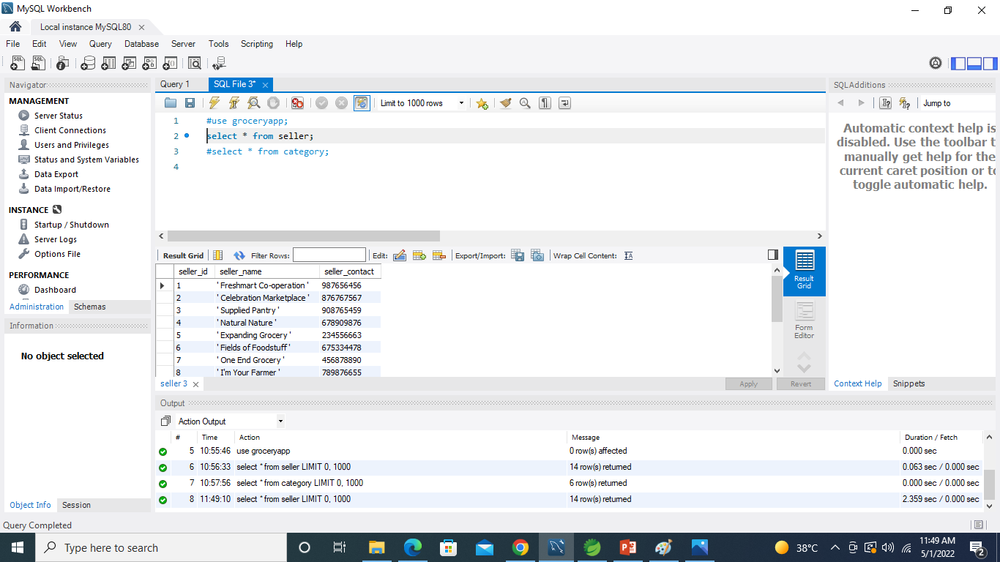 MySQL Workbench
Local instance MySQL80
File Edit View Query Database Server Tools Scripting Help
Navigator
MANAGEMENT
Server Status
Client Connections
Users and Privileges
Status and System Variables
Data Export
Data Import/Restore
INSTANCE
Startup / Shutdown
Server Logs
Options File
PERFORMANCE
Dashboard
Administration Schemas
Information
No object selected
Object Info Session
Query Completed
Query 1 SQL File 3*
Limit to 1000 rows
1 #use groceryapp;
2 select * from seller;
3 #select * from category;
4
Result Grid Filter Rows: Edit: Export/Import: Wrap Cell Content:
seller_id seller_name seller_contact
1 ' Freshmart Co-operation ' 987656456
2 ' Celebration Marketplace ' 876767567
3 ' Supplied Pantry ' 908765459
4 ' Natural Nature ' 678909876
5 ' Expanding Grocery ' 234556663
6 ' Fields of Foodstuff ' 675334478
7 ' One End Grocery ' 456878890
8 ' I'm Your Farmer ' 789876655
Result
Grid
Form
Editor
seller 3
Apply Revert
SQLAdditions
Jump to
Automatic context help is
disabled. Use the toolbar t
manually get help for the
current caret position or to
toggle automatic help.
Context Help Snippets
Output
Action Output
# Time Action Message Duration / Fetch
5 10:55:46 use groceryapp 0 row(s) affected 0.000 sec
6 10:56:33 select * from seller LIMIT 0, 1000 14 row(s) returned 0.063 sec / 0.000 sec
7 10:57:56 select * from category LIMIT 0, 1000 6 row(s) returned 0.000 sec / 0.000 sec
8 11:49:10 select * from seller LIMIT 0, 1000 14 row(s) returned 2.359 sec / 0.000 sec
Type here to search
38°C
11:49 AM
5/1/2022
2